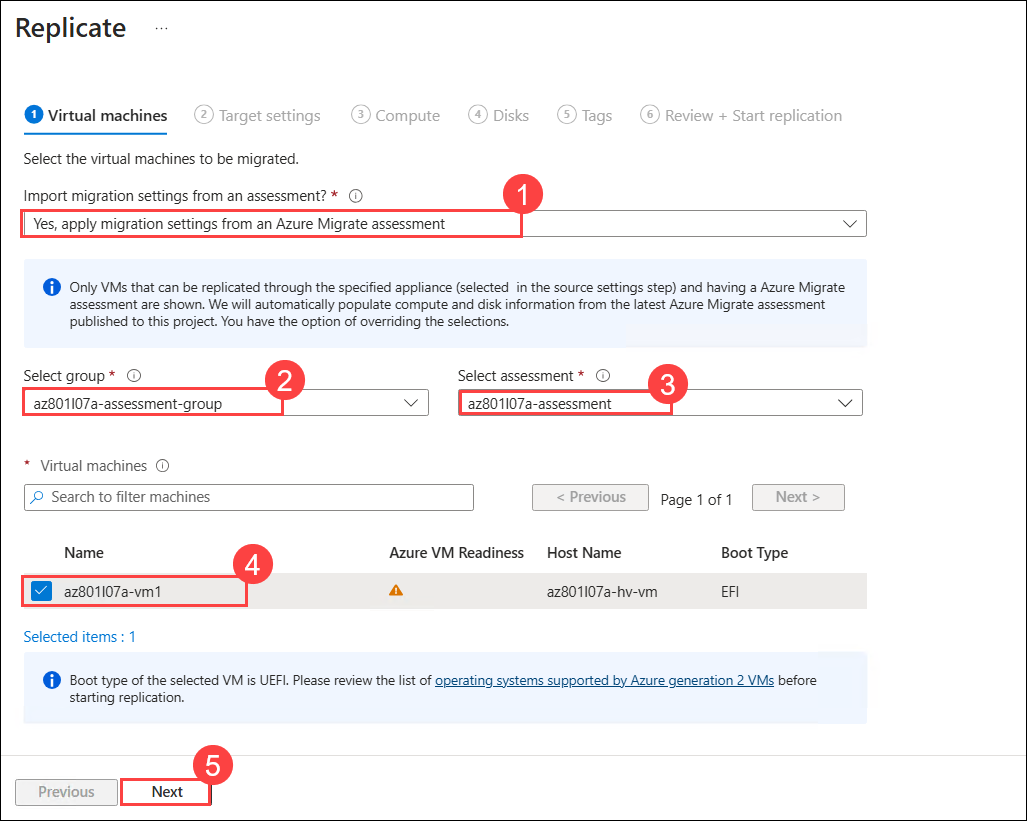 Replicate ...
1 Virtual machines 2 Target settings 3 Compute 4 Disks 5 Tags 6 Review + Start replication
Select the virtual machines to be migrated.
Import migration settings from an assessment? *
1
Yes, apply migration settings from an Azure Migrate assessment
Only VMs that can be replicated through the specified appliance (selected in the source settings step) and having a Azure Migrate
assessment are shown. We will automatically populate compute and disk information from the latest Azure Migrate assessment
published to this project. You have the option of overriding the selections.
Select group * 2 Select assessment * 3
az801l07a-assessment-group az801l07a-assessment
* Virtual machines
Search to filter machines < Previous Page 1 of 1 Next >
Name Azure VM Readiness Host Name Boot Type
4
az801l07a-vm1 az801l07a-hv-vm EFI
Selected items : 1
Boot type of the selected VM is UEFI. Please review the list of operating systems supported by Azure generation 2 VMs before
starting replication.
5
Previous Next